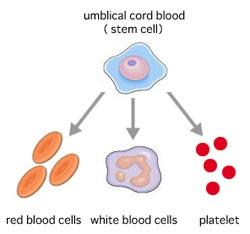 umblical cord blood
( stem cell)
red blood cells white blood cells platelet